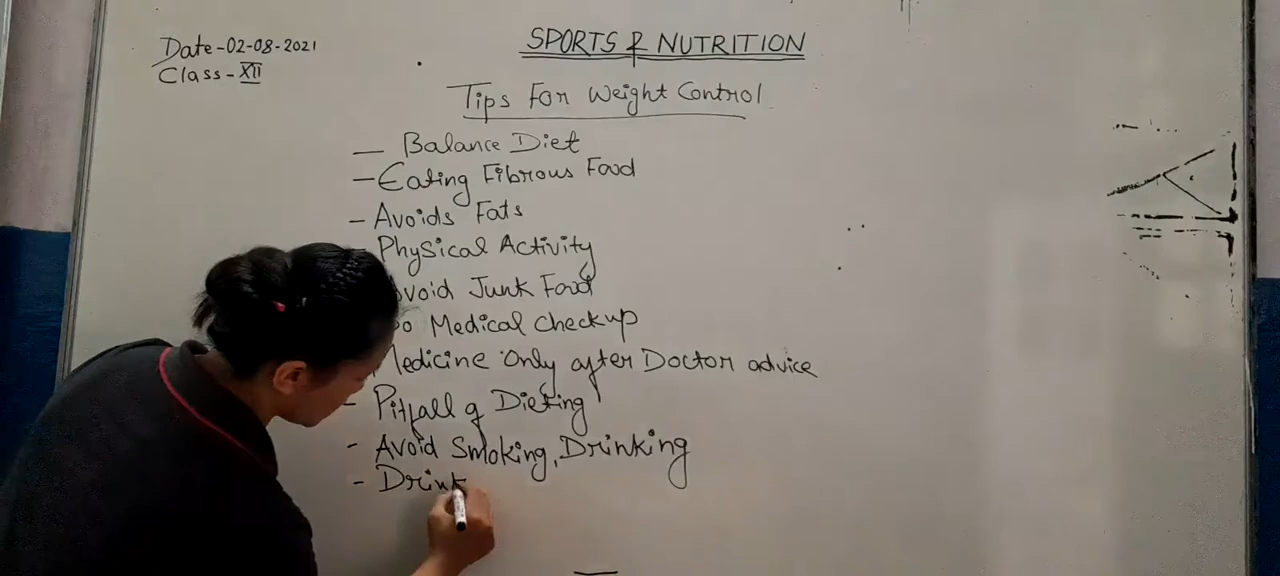 Date-02-08-2021
Class-XII
SPORTS & NUTRITION
Tips For Weight Control
— Balance Diet
- Eating Fibrous Food
- Avoids Fats
Physical Activity
void Junk Food
o Medical checkup
Medicine Only after Doctor advice
- Pitfall of Dieting
- Avoid Smoking, Drinking
- Drink